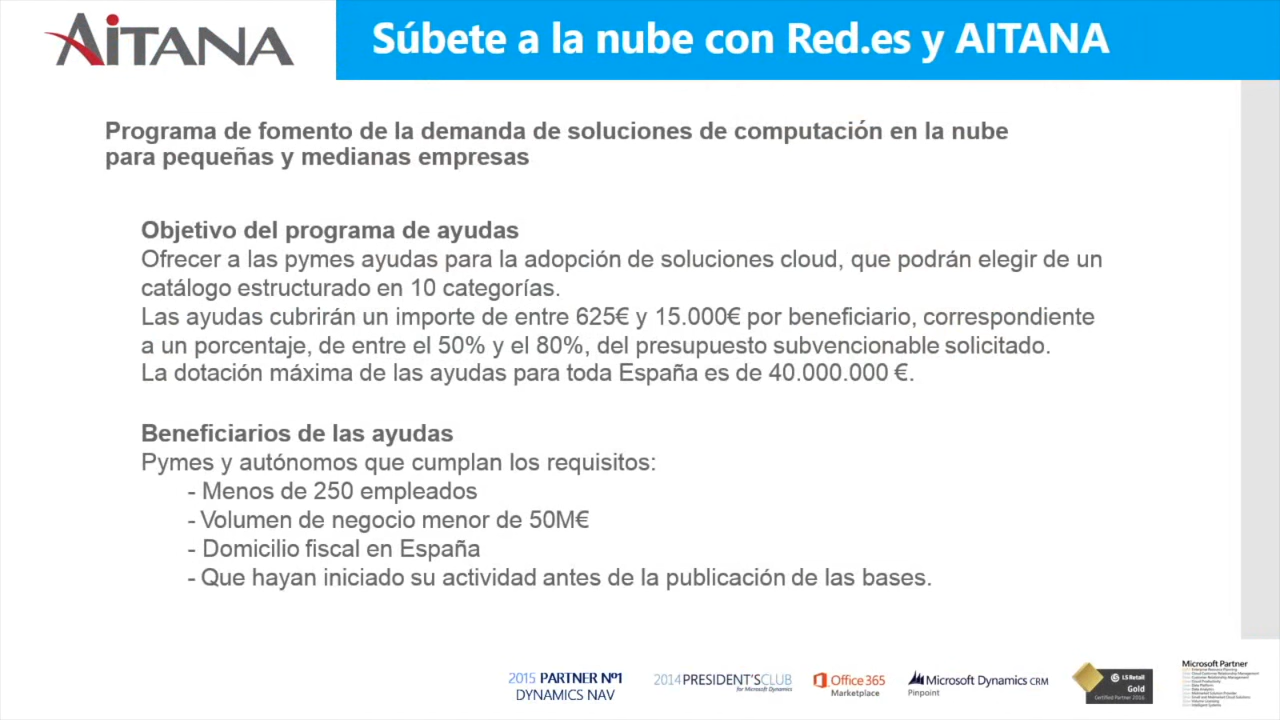 AITANA
Súbete a la nube con Red.es y AITANA
Programa de fomento de la demanda de soluciones de computación en la nube
para pequeñas y medianas empresas
Objetivo del programa de ayudas
Ofrecer a las pymes ayudas para la adopción de soluciones cloud, que podrán elegir de un
catálogo estructurado en 10 categorías.
Las ayudas cubrirán un importe de entre 625€ y 15.000€ por beneficiario, correspondiente
a un porcentaje, de entre el 50% y el 80%, del presupuesto subvencionable solicitado.
La dotación máxima de las ayudas para toda España es de 40.000.000 €.
Beneficiarios de las ayudas
Pymes y autónomos que cumplan los requisitos:
- Menos de 250 empleados
- Volumen de negocio menor de 50M€
- Domicilio fiscal en España
- Que hayan iniciado su actividad antes de la publicación de las bases.
2015 PARTNER Nº1
DYNAMICS NAV
2014 PRESIDENT'S CLUB
for Microsoft Dynamics
Office 365
Marketplace
Microsoft Dynamics CRM
Pinpoint
LS Retail
Gold
Certified Partner 2016
Microsoft Partner